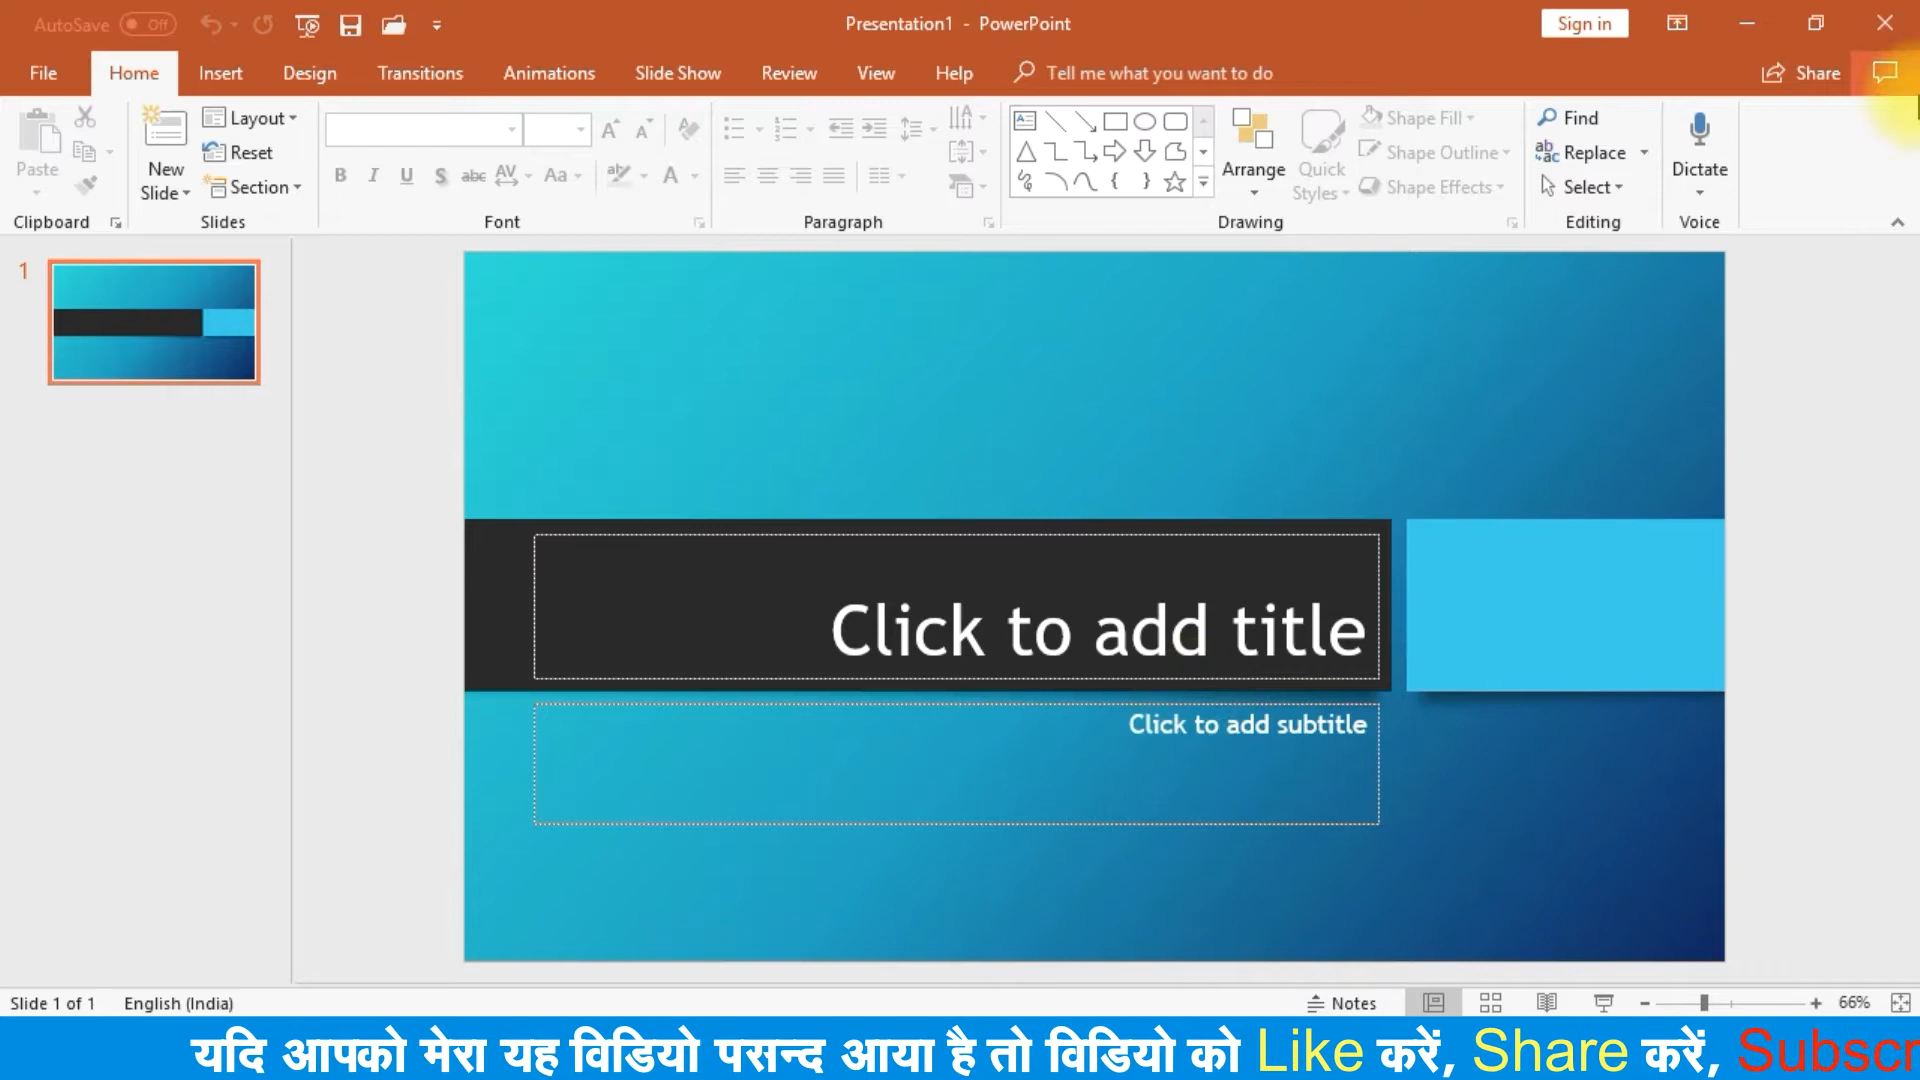 AutoSave Off
Presentation1 - PowerPoint
Sign in
File Home Insert Design Transitions Animations Slide Show Review View Help Tell me what you want to do Share
Paste
Clipboard
New Slide
Layout
Reset
Section
Slides
B I U S abc AV Aa A
Font
Paragraph
Arrange
Quick Styles
Shape Fill
Shape Outline
Shape Effects
Drawing
Find
Replace
Select
Editing
Dictate
Voice
1
Click to add title
Click to add subtitle
Slide 1 of 1 English (India) Notes 66%
यदि आपको मेरा यह विडियो पसन्द आया है तो विडियो को Like करें, Share करें, Subscr